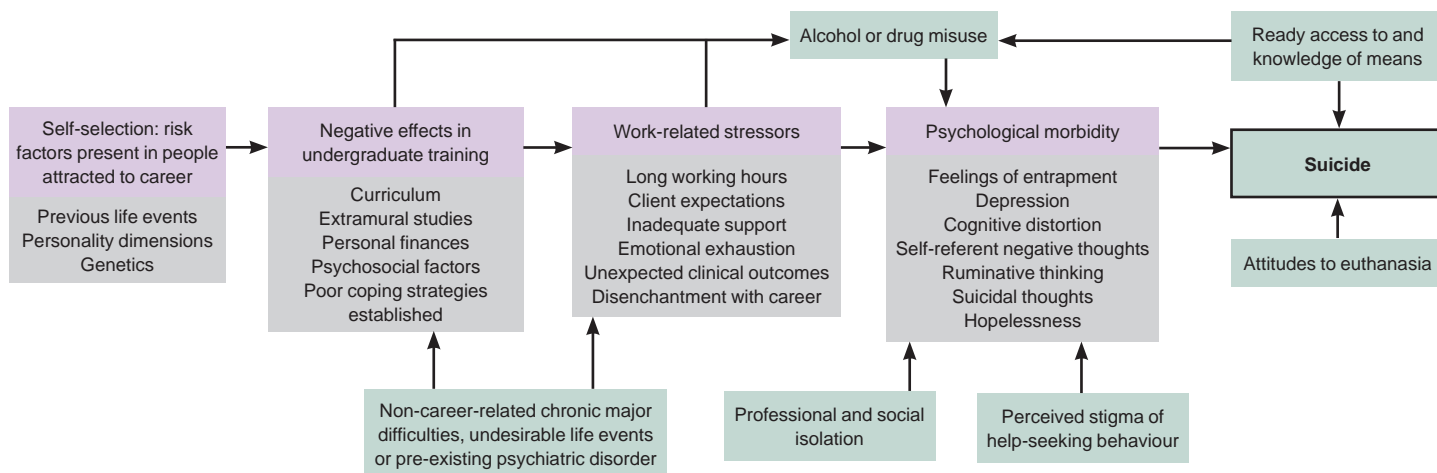 Alcohol or drug misuse
Ready access to and
knowledge of means
Self-selection: risk
factors present in people
attracted to career
Previous life events
Personality dimensions
Genetics
Negative effects in
undergraduate training
Curriculum
Extramural studies
Personal finances
Psychosocial factors
Poor coping strategies
established
Work-related stressors
Long working hours
Client expectations
Inadequate support
Emotional exhaustion
Unexpected clinical outcomes
Disenchantment with career
Psychological morbidity
Feelings of entrapment
Depression
Cognitive distortion
Self-referent negative thoughts
Ruminative thinking
Suicidal thoughts
Hopelessness
Suicide
Attitudes to euthanasia
Non-career-related chronic major
difficulties, undesirable life events
or pre-existing psychiatric disorder
Professional and social
isolation
Perceived stigma of
help-seeking behaviour